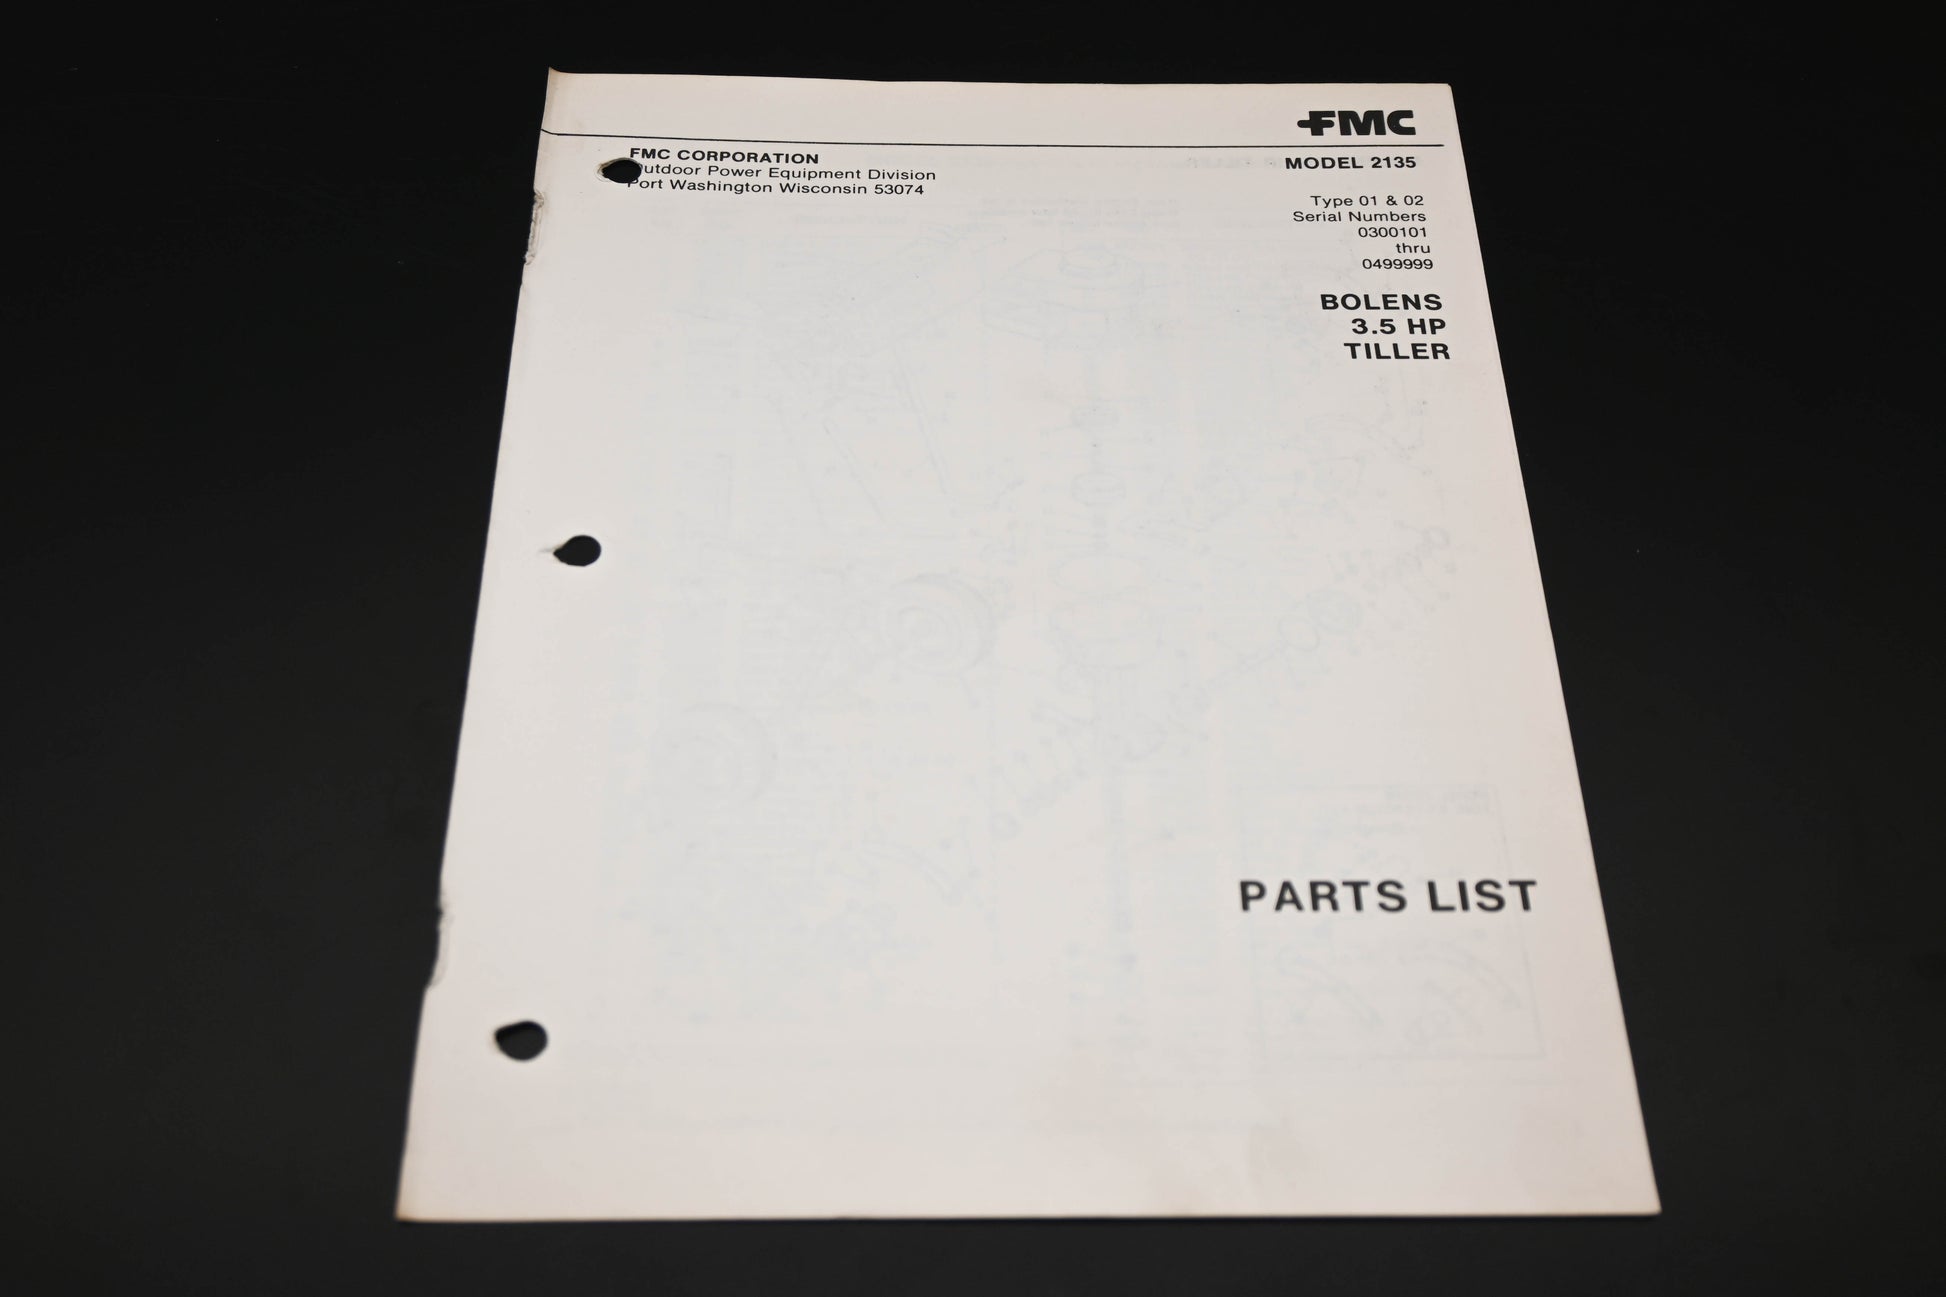 FMC
FMC CORPORATION
Outdoor Power Equipment Division
Port Washington Wisconsin 53074
MODEL 2135
Type 01 & 02
Serial Numbers
0300101
thru
0499999
BOLENS
3.5 HP
TILLER
PARTS LIST